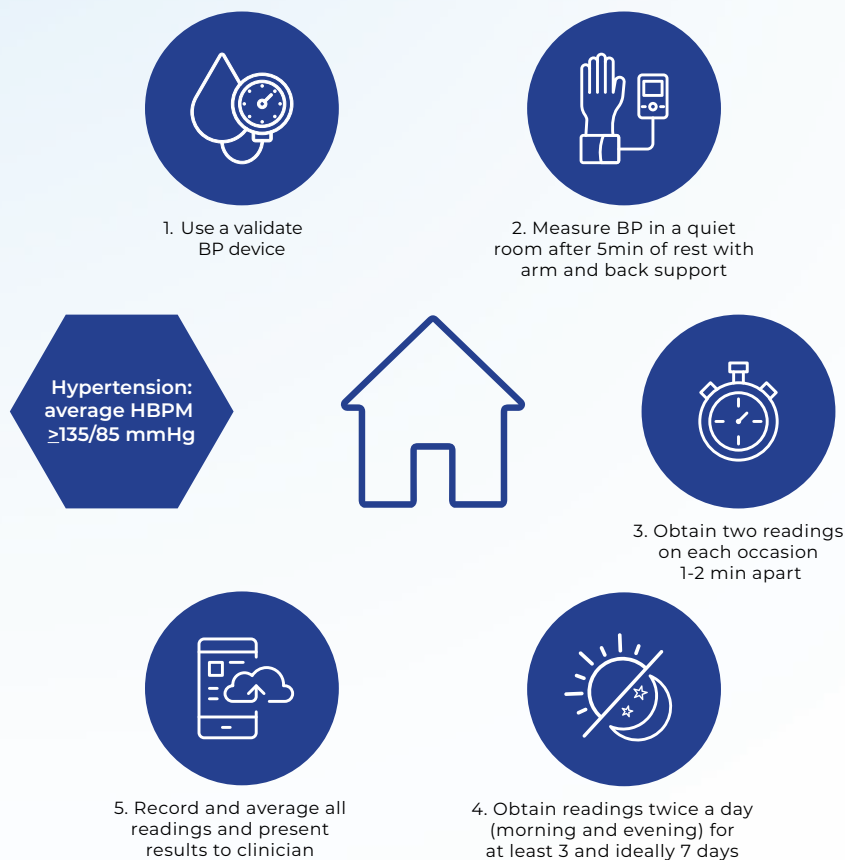 1. Use a validate
BP device
2. Measure BP in a quiet
room after 5min of rest with
arm and back support
Hypertension:
average HBPM
≥135/85 mmHg
3. Obtain two readings
on each occasion
1-2 min apart
5. Record and average all
readings and present
results to clinician
4. Obtain readings twice a day
(morning and evening) for
at least 3 and ideally 7 days